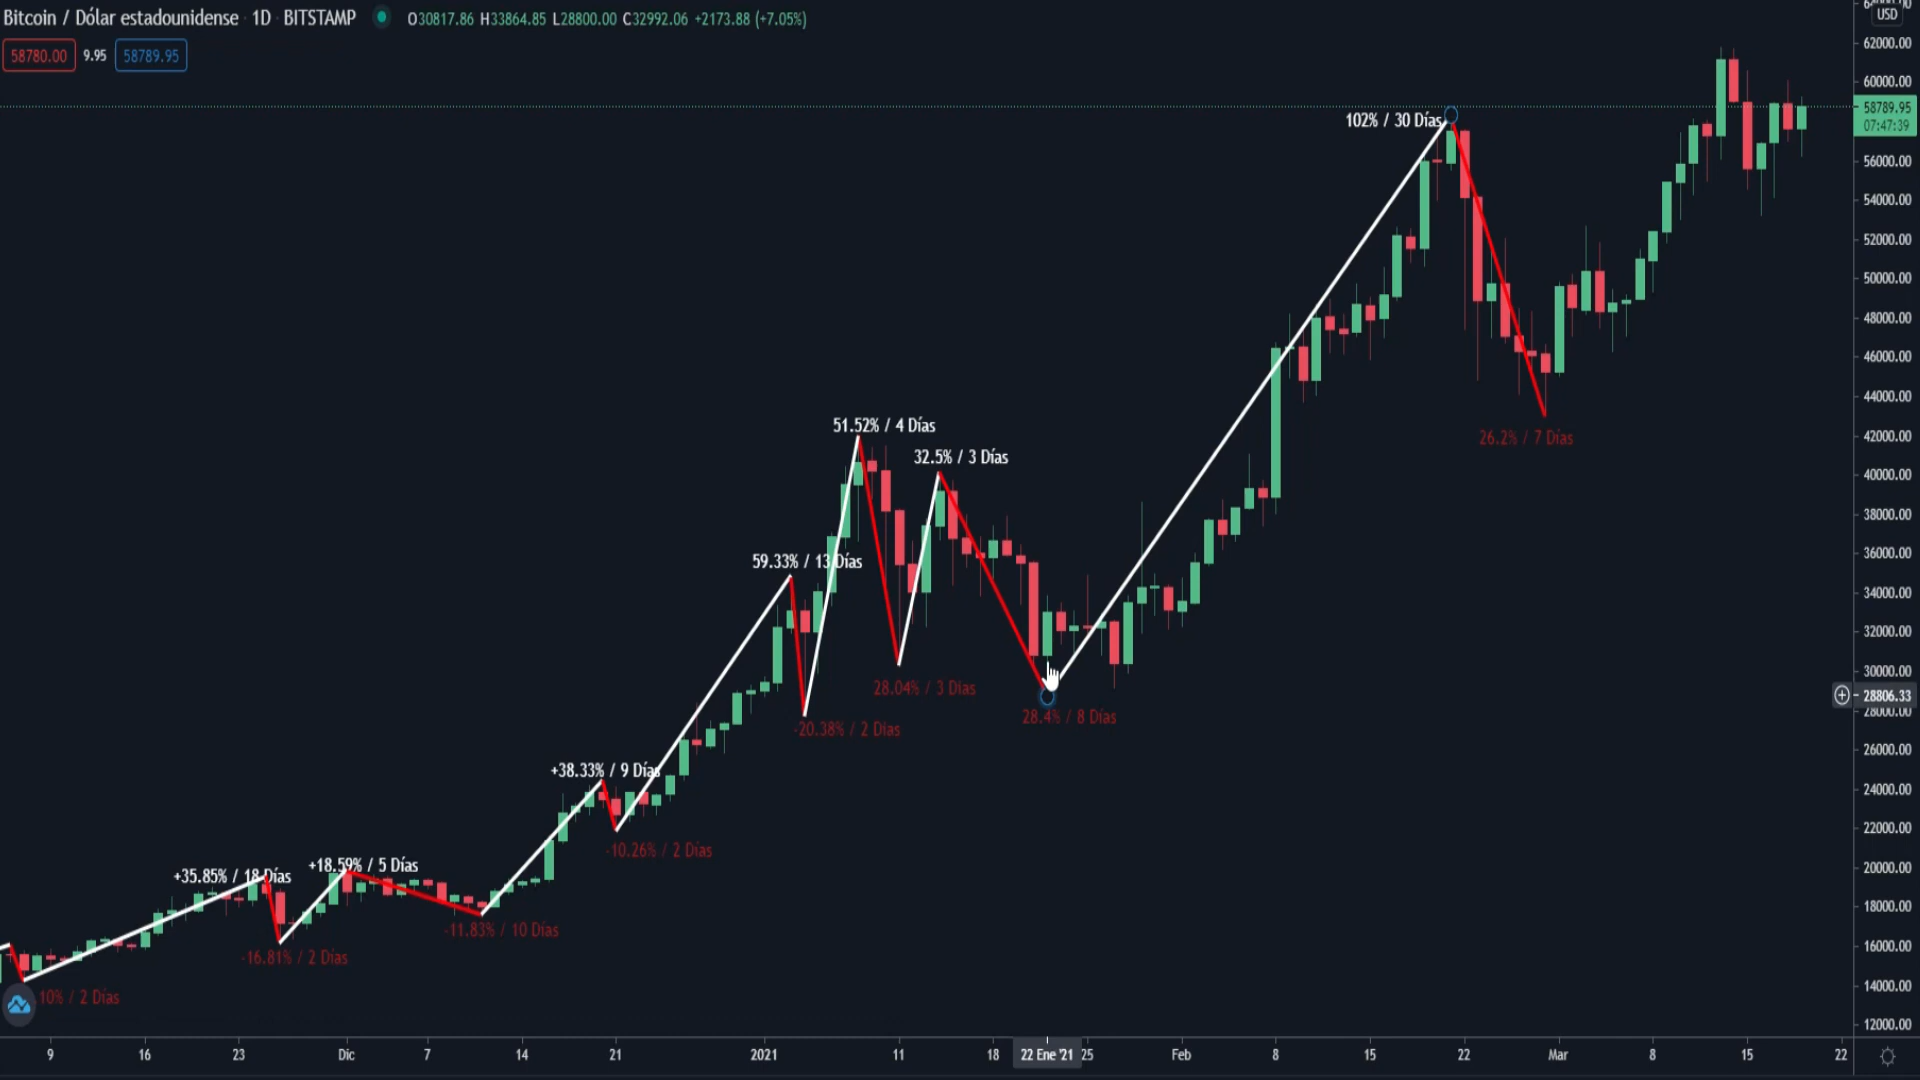 Bitcoin / Dólar estadounidense 1D BITSTAMP O30817.86 H33864.85 L28800.00 C32992.06 +2173.88 (+7.05%)
USD
58780.00 9.95 58789.95
62000.00
60000.00
58789.95
07:47:39
56000.00
54000.00
52000.00
50000.00
48000.00
46000.00
44000.00
42000.00
40000.00
38000.00
36000.00
34000.00
32000.00
30000.00
28806.33
28000.00
26000.00
24000.00
22000.00
20000.00
18000.00
16000.00
14000.00
12000.00
102% / 30 Días
51.52% / 4 Días
26.2% / 7 Días
32.5% / 3 Días
59.33% / 13 Días
28.04% / 3 Días
28.4% / 8 Días
-20.38% / 2 Días
+38.33% / 9 Días
-10.26% / 2 Días
+18.59% / 5 Días
+35.85% / 18 Días
-11.83% / 10 Días
-16.81% / 2 Días
10% / 2 Días
9 16 23 Dic 7 14 21 2021 11 18 22 Ene '21 25 Feb 8 15 22 Mar 8 15 22